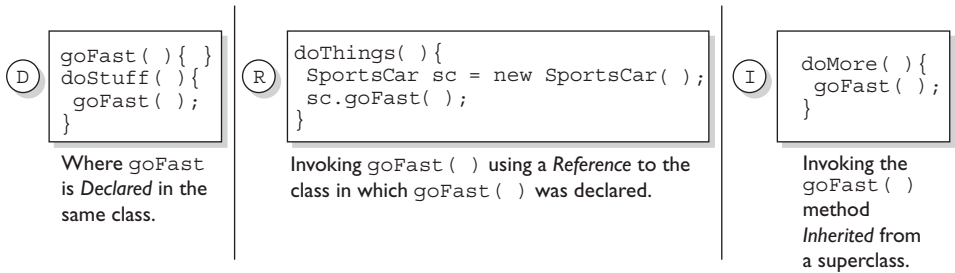 D
goFast( ){ }
doStuff( ){
goFast( );
}
Where goFast
is Declared in the
same class.
R
doThings( ){
SportsCar sc = new SportsCar( );
sc.goFast( );
}
Invoking goFast( ) using a Reference to the
class in which goFast( ) was declared.
I
doMore( ){
goFast( );
}
Invoking the
goFast( )
method
Inherited from
a superclass.